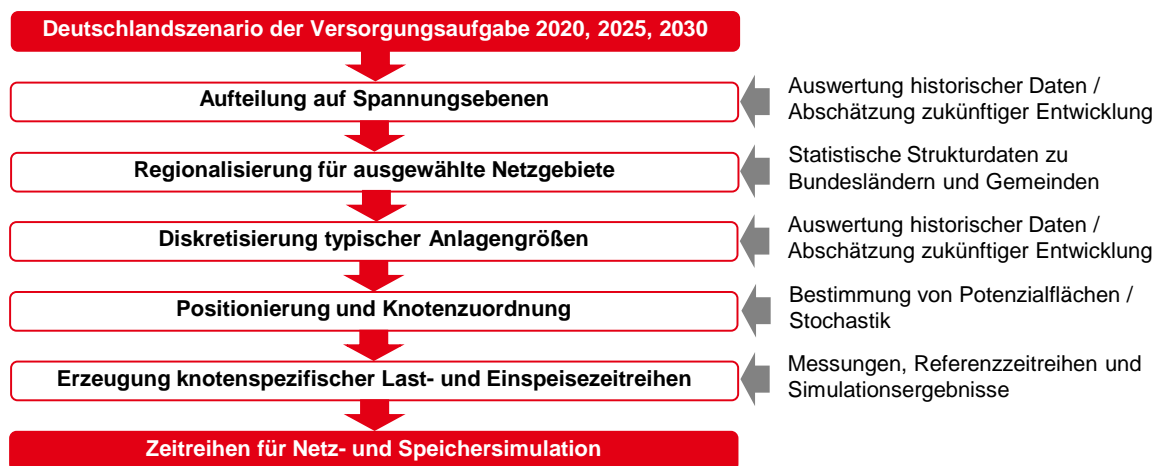 Deutschlandszenario der Versorgungsaufgabe 2020, 2025, 2030
Aufteilung auf Spannungsebenen
Auswertung historischer Daten /
Abschätzung zukünftiger Entwicklung
Regionalisierung für ausgewählte Netzgebiete
Statistische Strukturdaten zu
Bundesländern und Gemeinden
Diskretisierung typischer Anlagengrößen
Auswertung historischer Daten /
Abschätzung zukünftiger Entwicklung
Positionierung und Knotenzuordnung
Bestimmung von Potenzialflächen /
Stochastik
Erzeugung knotenspezifischer Last- und Einspeisezeitreihen
Messungen, Referenzzeitreihen und
Simulationsergebnisse
Zeitreihen für Netz- und Speichersimulation